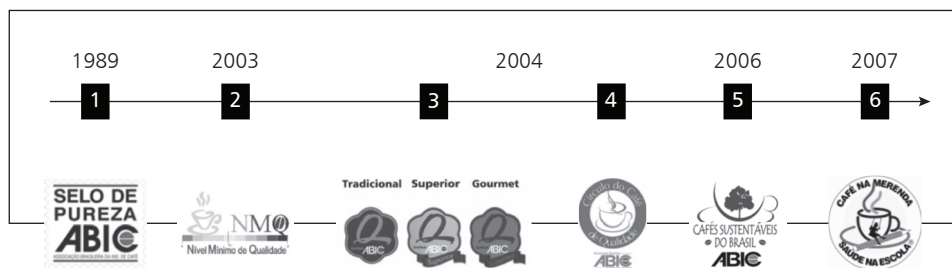 1989 2003 2004 2006 2007
1 2 3 4 5 6
SELO DE
PUREZA
ABIC
ASSOCIAÇÃO BRASILEIRA DA IND. DE CAFÉ
NMQ
"Nível Mínimo de Qualidade"
Tradicional Superior Gourmet
ABIC ABIC ABIC
Círculo do Café
de Qualidade
ABIC
CAFÉS SUSTENTÁVEIS
DO BRASIL
ABIC
CAFÉ NA MERENDA
SAÚDE NA ESCOLA